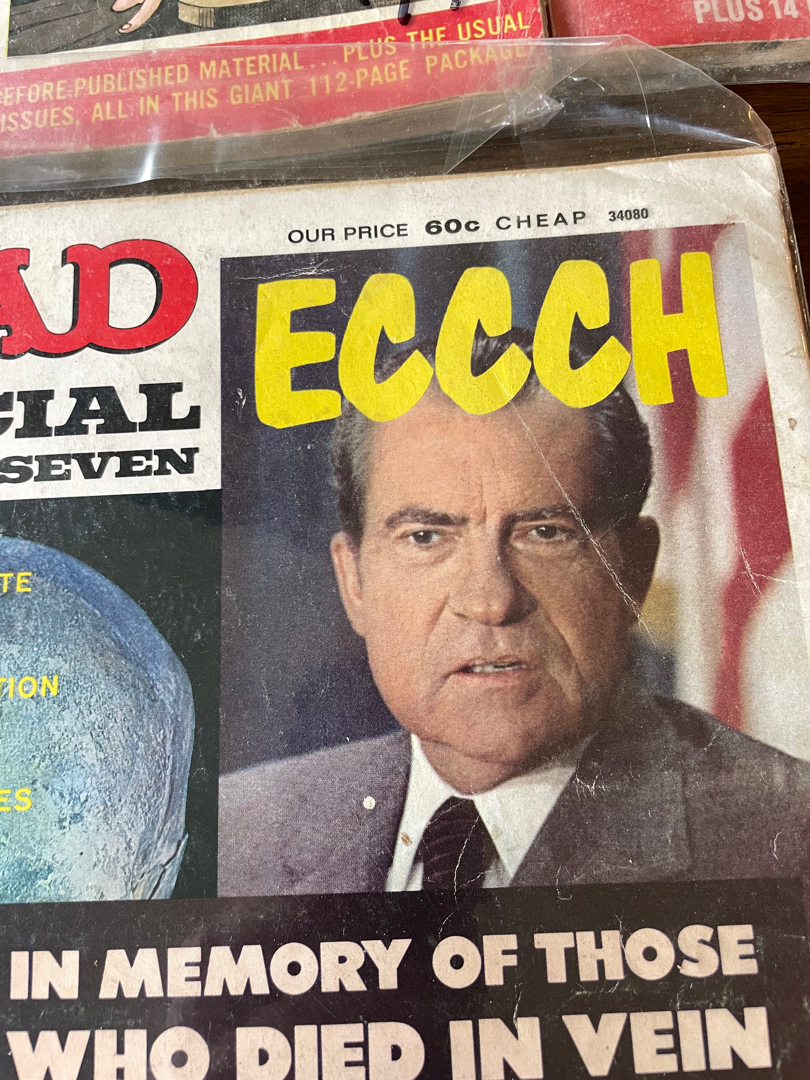 PLUS 14
EFORE-PUBLISHED MATERIAL... PLUS THE USUAL
ISSUES, ALL IN THIS GIANT 112-PAGE PACKAGE
OUR PRICE 60c CHEAP 34080
AD
ECCCH
CIAL
SEVEN
TE
TION
ES
IN MEMORY OF THOSE
WHO DIED IN VEIN